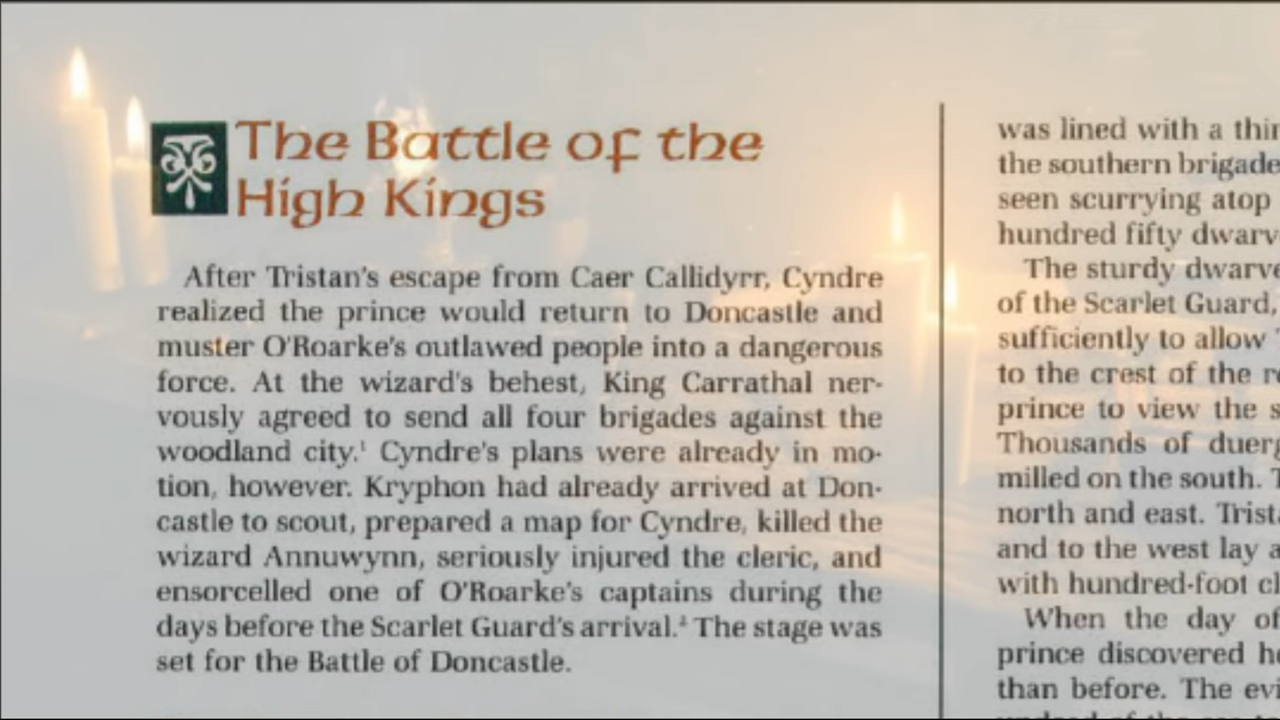 The Battle of the
High Kings
After Tristan's escape from Caer Callidyrr, Cyndre
realized the prince would return to Doncastle and
muster O'Roarke's outlawed people into a dangerous
force. At the wizard's behest, King Carrathal ner-
vously agreed to send all four brigades against the
woodland city.¹ Cyndre's plans were already in mo-
tion, however. Kryphon had already arrived at Don-
castle to scout, prepared a map for Cyndre, killed the
wizard Annuwynn, seriously injured the cleric, and
ensorcelled one of O'Roarke's captains during the
days before the Scarlet Guard's arrival.² The stage was
set for the Battle of Doncastle.
was lined with a
the southern
seen scurrying atop
hundred fifty
The sturdy
of the Scarlet Guard,
sufficiently to allow
to the crest of the
prince to view the
Thousands of
milled on the south.
north and east.
and to the west lay
with hundred-foot
When the day of
prince discovered
than before. The